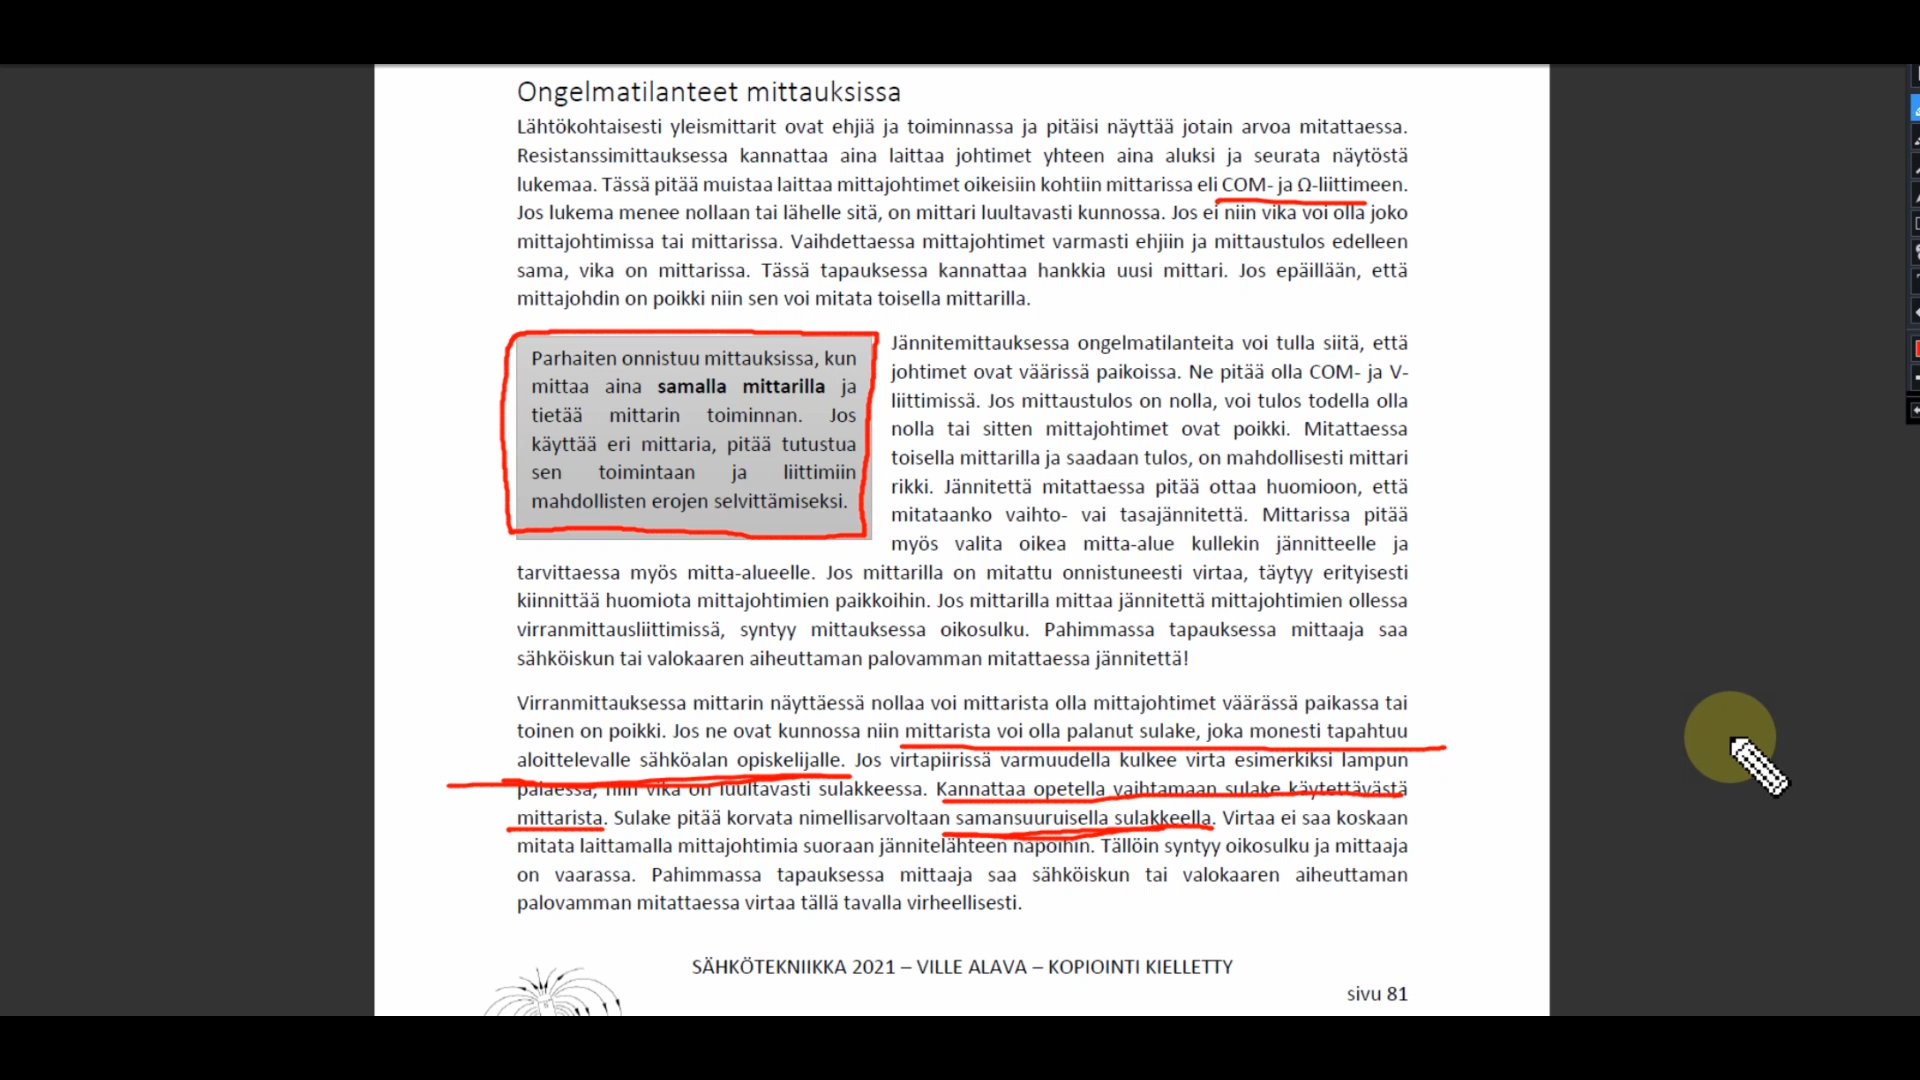 Ongelmatilanteet mittauksissa
Lähtökohtaisesti yleismittarit ovat ehjiä ja toiminnassa ja pitäisi näyttää jotain arvoa mitattaessa.
Resistanssimittauksessa kannattaa aina laittaa johtimet yhteen aina aluksi ja seurata näytöstä
lukemaa. Tässä pitää muistaa laittaa mittajohtimet oikeisiin kohtiin mittarissa eli COM- ja Ω-liittimeen.
Jos lukema menee nollaan tai lähelle sitä, on mittari luultavasti kunnossa. Jos ei niin vika voi olla joko
mittajohtimissa tai mittarissa. Vaihdettaessa mittajohtimet varmasti ehjiin ja mittaustulos edelleen
sama, vika on mittarissa. Tässä tapauksessa kannattaa hankkia uusi mittari. Jos epäillään, että
mittajohdin on poikki niin sen voi mitata toisella mittarilla.
Parhaiten onnistuu mittauksissa, kun
mittaa aina samalla mittarilla ja
tietää mittarin toiminnan. Jos
käyttää eri mittaria, pitää tutustua
sen toimintaan ja liittimiin
mahdollisten erojen selvittämiseksi.
Jännitemittauksessa ongelmatilanteita voi tulla siitä, että
johtimet ovat väärissä paikoissa. Ne pitää olla COM- ja V-
liittimissä. Jos mittaustulos on nolla, voi tulos todella olla
nolla tai sitten mittajohtimet ovat poikki. Mitattaessa
toisella mittarilla ja saadaan tulos, on mahdollisesti mittari
rikki. Jännitettä mitattaessa pitää ottaa huomioon, että
mitataanko vaihto- vai tasajännitettä. Mittarissa pitää
myös valita oikea mitta-alue kullekin jännitteelle ja
tarvittaessa myös mitta-alueelle. Jos mittarilla on mitattu onnistuneesti virtaa, täytyy erityisesti
kiinnittää huomiota mittajohtimien paikkoihin. Jos mittarilla mittaa jännitettä mittajohtimien ollessa
virranmittausliittimissä, syntyy mittauksessa oikosulku. Pahimmassa tapauksessa mittaaja saa
sähköiskun tai valokaaren aiheuttaman palovamman mitattaessa jännitettä!
Virranmittauksessa mittarin näyttäessä nollaa voi mittarista olla mittajohtimet väärässä paikassa tai
toinen on poikki. Jos ne ovat kunnossa niin mittarista voi olla palanut sulake, joka monesti tapahtuu
aloittelevalle sähköalan opiskelijalle. Jos virtapiirissä varmuudella kulkee virta esimerkiksi lampun
palaessa, niin vika on luultavasti sulakkeessa. Kannattaa opetella vaihtamaan sulake käytettävästä
mittarista. Sulake pitää korvata nimellisarvoltaan samansuuruisella sulakkeella. Virtaa ei saa koskaan
mitata laittamalla mittajohtimia suoraan jännitelähteen napoihin. Tällöin syntyy oikosulku ja mittaaja
on vaarassa. Pahimmassa tapauksessa mittaaja saa sähköiskun tai valokaaren aiheuttaman
palovamman mitattaessa virtaa tällä tavalla virheellisesti.
SÄHKÖTEKNIIKKA 2021 – VILLE ALAVA – KOPIOINTI KIELLETTY
sivu 81